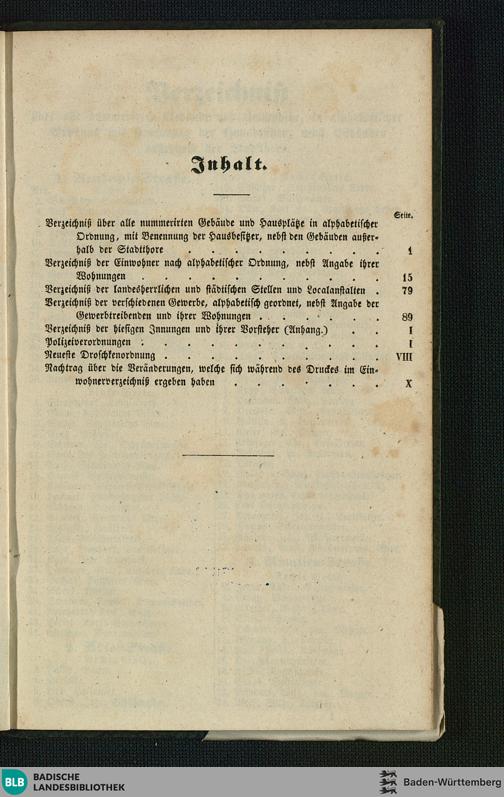 Inhalt.
Seite.
Verzeichniß über alle nummerirten Gebäude und Hausplätze in alphabetischer
Ordnung, mit Benennung der Hausbesitzer, nebst den Gebäuden außer-
halb der Stadtthore . . . . . . . . . 1
Verzeichniß der Einwohner nach alphabetischer Ordnung, nebst Angabe ihrer
Wohnungen . . . . . . . . . . 15
Verzeichniß der landesherrlichen und städtischen Stellen und Localanstalten . 79
Verzeichniß der verschiedenen Gewerbe, alphabetisch geordnet, nebst Angabe der
Gewerbtreibenden und ihrer Wohnungen . . . . . . 89
Verzeichniß der hiesigen Innungen und ihrer Vorsteher (Anhang.) . . I
Polizeiverordnungen . . . . . . . . . . I
Neueste Droschkenordnung . . . . . . . . . VIII
Nachtrag über die Veränderungen, welche sich während des Druckes im Ein-
wohnerverzeichniß ergeben haben . . . . . . . X
BLB BADISCHE
LANDESBIBLIOTHEK
Baden-Württemberg